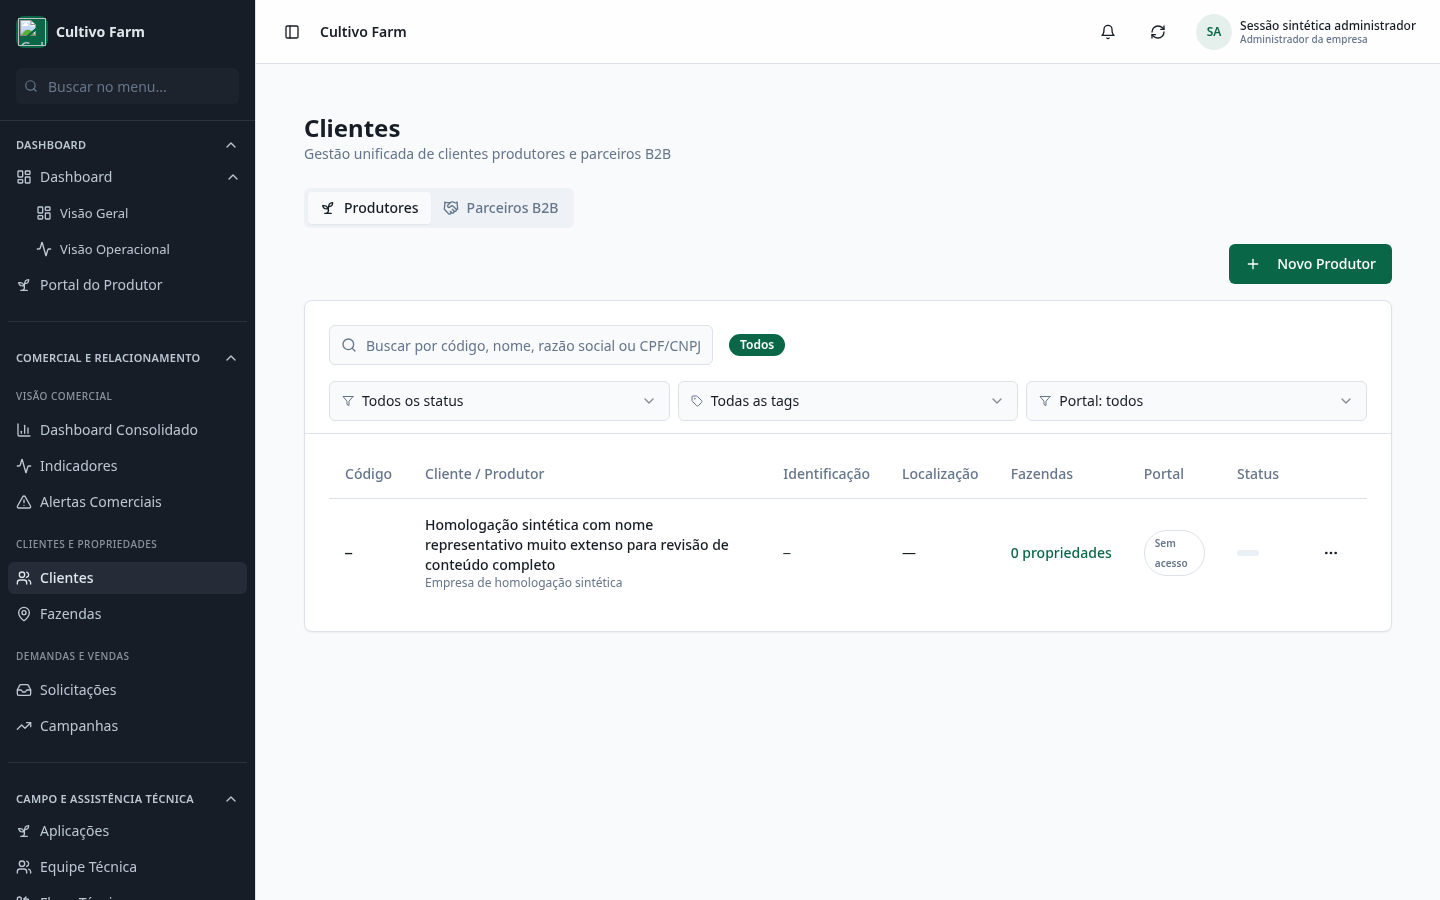 Cultivo Farm
Buscar no menu...
DASHBOARD
Dashboard
Visão Geral
Visão Operacional
Portal do Produtor
COMERCIAL E RELACIONAMENTO
VISÃO COMERCIAL
Dashboard Consolidado
Indicadores
Alertas Comerciais
CLIENTES E PROPRIEDADES
Clientes
Fazendas
DEMANDAS E VENDAS
Solicitações
Campanhas
CAMPO E ASSISTÊNCIA TÉCNICA
Aplicações
Equipe Técnica
Cultivo Farm
SA
Sessão sintética administrador
Administrador da empresa
Clientes
Gestão unificada de clientes produtores e parceiros B2B
Produtores
Parceiros B2B
Novo Produtor
Buscar por código, nome, razão social ou CPF/CNPJ
Todos
Todos os status
Todas as tags
Portal: todos
Código Cliente / Produtor Identificação Localização Fazendas Portal Status
–
Homologação sintética com nome
representativo muito extenso para revisão de
conteúdo completo
Empresa de homologação sintética
–
—
0 propriedades
Sem
acesso